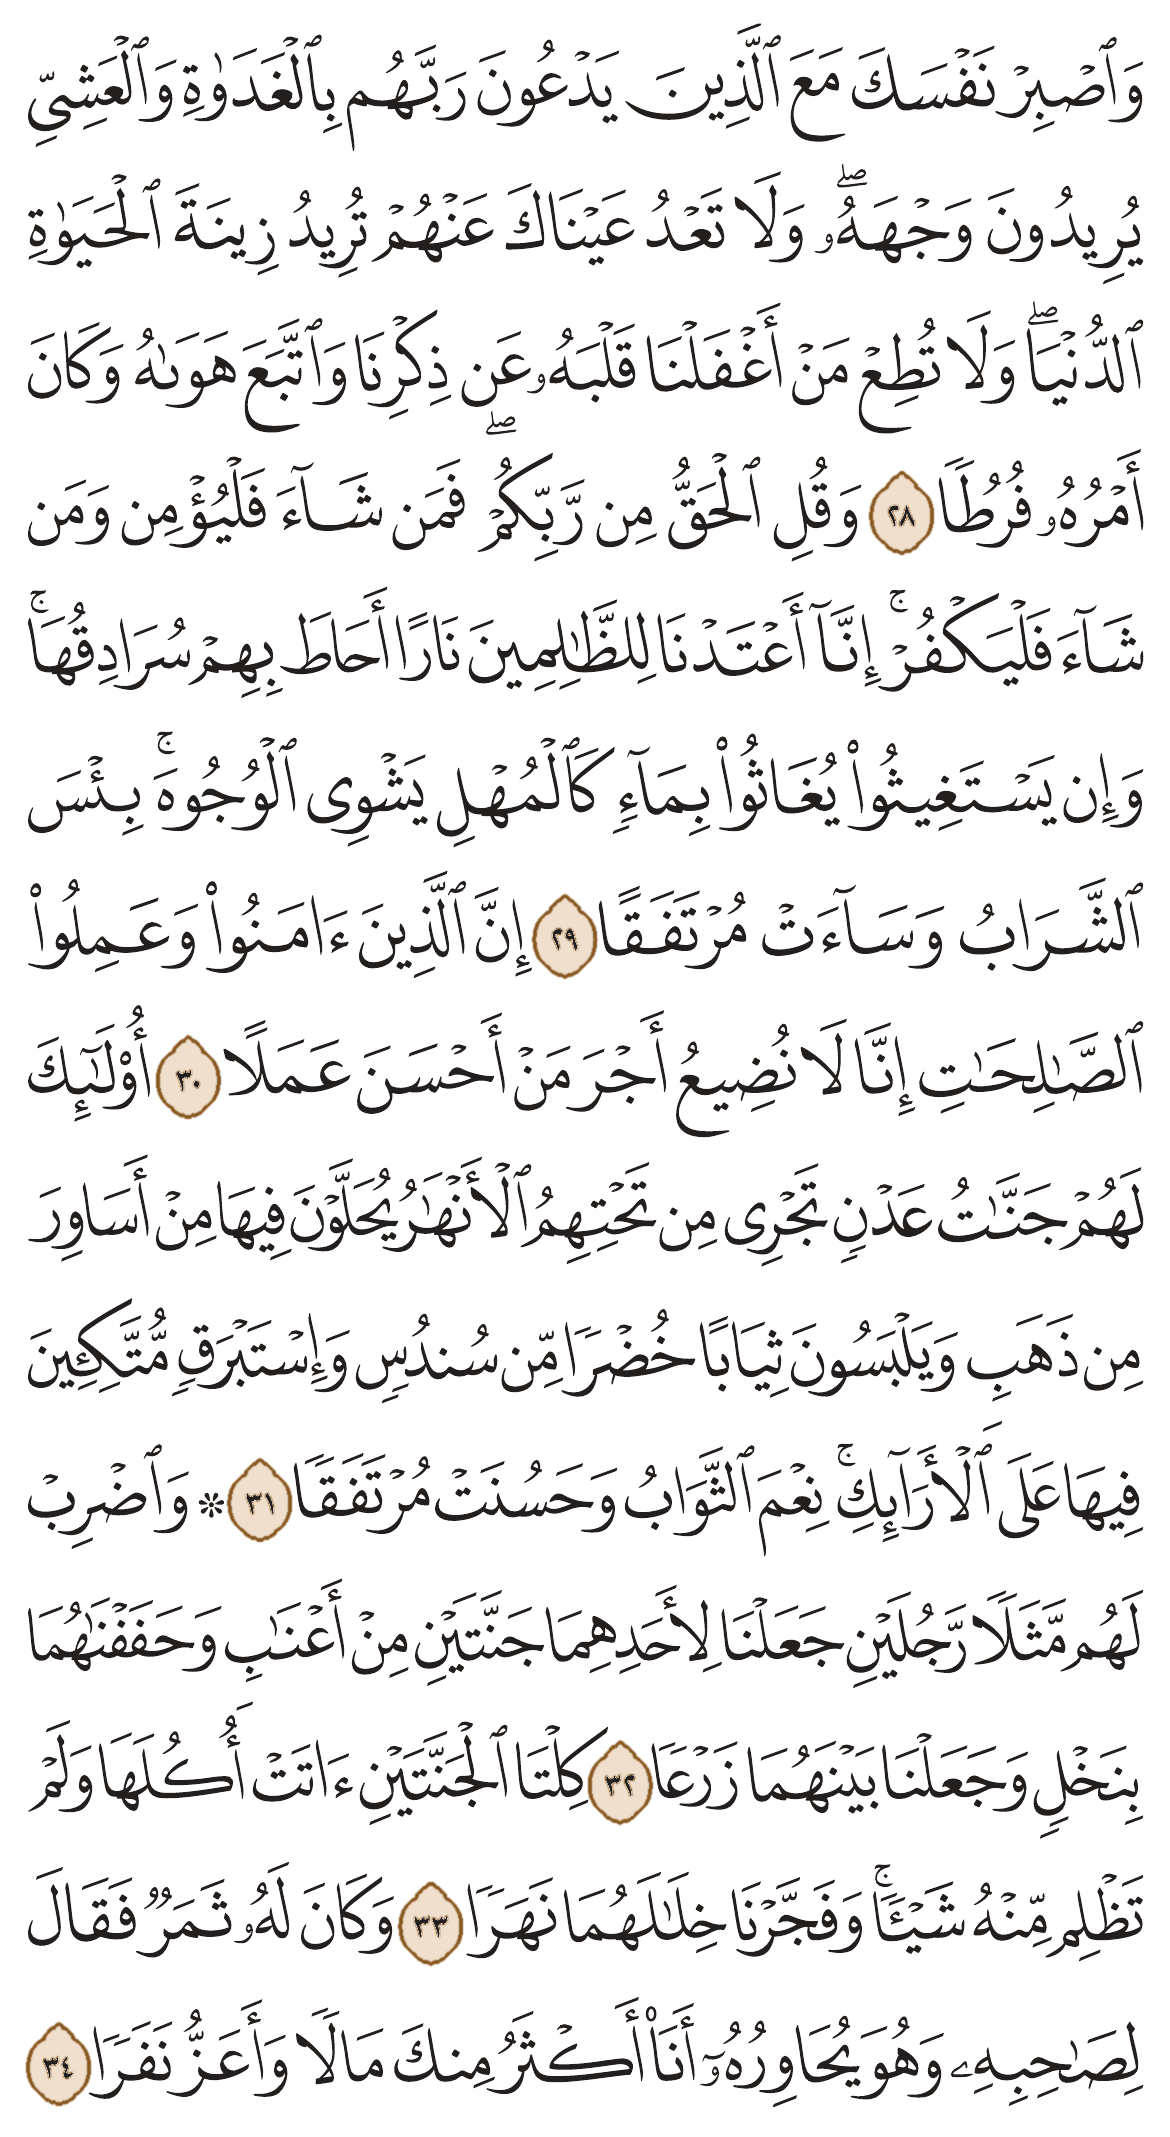 وَٱصۡبِرۡ نَفۡسَكَ مَعَ ٱلَّذِينَ يَدۡعُونَ رَبَّهُم بِٱلۡغَدَوٰةِ وَٱلۡعَشِيِّ
يُرِيدُونَ وَجۡهَهُۥۖ وَلَا تَعۡدُ عَيۡنَاكَ عَنۡهُمۡ تُرِيدُ زِينَةَ ٱلۡحَيَوٰةِ
ٱلدُّنۡيَاۖ وَلَا تُطِعۡ مَنۡ أَغۡفَلۡنَا قَلۡبَهُۥ عَن ذِكۡرِنَا وَٱتَّبَعَ هَوَىٰهُ وَكَانَ
أَمۡرُهُۥ فُرُطٗا ٢٨ وَقُلِ ٱلۡحَقُّ مِن رَّبِّكُمۡۖ فَمَن شَآءَ فَلۡيُؤۡمِن وَمَن
شَآءَ فَلۡيَكۡفُرۡۚ إِنَّآ أَعۡتَدۡنَا لِلظَّٰلِمِينَ نَارًا أَحَاطَ بِهِمۡ سُرَادِقُهَاۚ
وَإِن يَسۡتَغِيثُواْ يُغَاثُواْ بِمَآءٖ كَٱلۡمُهۡلِ يَشۡوِي ٱلۡوُجُوهَۚ بِئۡسَ
ٱلشَّرَابُ وَسَآءَتۡ مُرۡتَفَقًا ٢٩ إِنَّ ٱلَّذِينَ ءَامَنُواْ وَعَمِلُواْ
ٱلصَّٰلِحَٰتِ إِنَّا لَا نُضِيعُ أَجۡرَ مَنۡ أَحۡسَنَ عَمَلًا ٣٠ أُوْلَٰٓئِكَ
لَهُمۡ جَنَّٰتُ عَدۡنٖ تَجۡرِي مِن تَحۡتِهِمُ ٱلۡأَنۡهَٰرُ يُحَلَّوۡنَ فِيهَا مِنۡ أَسَاوِرَ
مِن ذَهَبٖ وَيَلۡبَسُونَ ثِيَابًا خُضۡرٗا مِّن سُندُسٖ وَإِسۡتَبۡرَقٖ مُّتَّكِـِٔينَ
فِيهَا عَلَى ٱلۡأَرَآئِكِۚ نِعۡمَ ٱلثَّوَابُ وَحَسُنَتۡ مُرۡتَفَقٗا ٣١ ۞ وَٱضۡرِبۡ
لَهُم مَّثَلٗا رَّجُلَيۡنِ جَعَلۡنَا لِأَحَدِهِمَا جَنَّتَيۡنِ مِنۡ أَعۡنَٰبٖ وَحَفَفۡنَٰهُمَا
بِنَخۡلٖ وَجَعَلۡنَا بَيۡنَهُمَا زَرۡعٗا ٣٢ كِلۡتَا ٱلۡجَنَّتَيۡنِ ءَاتَتۡ أُكُلَهَا وَلَمۡ
تَظۡلِم مِّنۡهُ شَيۡـٔٗاۚ وَفَجَّرۡنَا خِلَٰلَهُمَا نَهَرٗا ٣٣ وَكَانَ لَهُۥ ثَمَرٞ فَقَالَ
لِصَٰحِبِهِۦ وَهُوَ يُحَاوِرُهُۥٓ أَنَا۠ أَكۡثَرُ مِنكَ مَالٗا وَأَعَزُّ نَفَرٗا ٣٤